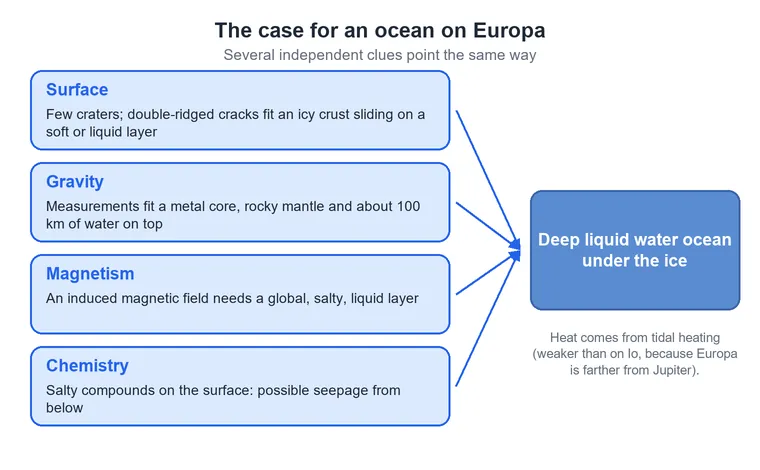 The case for an ocean on Europa
Several independent clues point the same way
Surface
Few craters; double-ridged cracks fit an icy crust sliding on a
soft or liquid layer
Gravity
Measurements fit a metal core, rocky mantle and about 100
km of water on top
Magnetism
An induced magnetic field needs a global, salty, liquid layer
Chemistry
Salty compounds on the surface: possible seepage from
below
Deep liquid water ocean
under the ice
Heat comes from tidal heating
(weaker than on Io, because Europa
is farther from Jupiter).